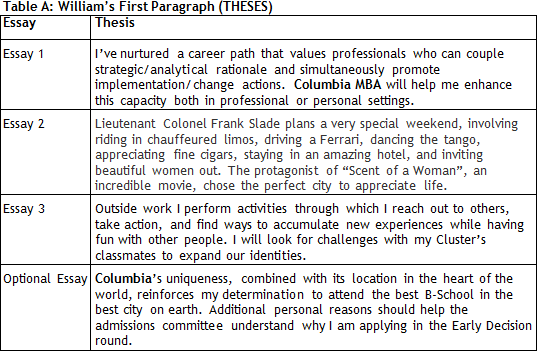 Table A: William's First Paragraph (THESES)
Essay Thesis
Essay 1 I've nurtured a career path that values professionals who can couple
strategic/analytical rationale and simultaneously promote
implementation/change actions. Columbia MBA will help me enhance
this capacity both in professional or personal settings.
Essay 2 Lieutenant Colonel Frank Slade plans a very special weekend, involving
riding in chauffeured limos, driving a Ferrari, dancing the tango,
appreciating fine cigars, staying in an amazing hotel, and inviting
beautiful women out. The protagonist of "Scent of a Woman", an
incredible movie, chose the perfect city to appreciate life.
Essay 3 Outside work I perform activities through which I reach out to others,
take action, and find ways to accumulate new experiences while having
fun with other people. I will look for challenges with my Cluster's
classmates to expand our identities.
Optional Essay Columbia's uniqueness, combined with its location in the heart of the
world, reinforces my determination to attend the best B-School in the
best city on earth. Additional personal reasons should help the
admissions committee understand why I am applying in the Early Decision
round.